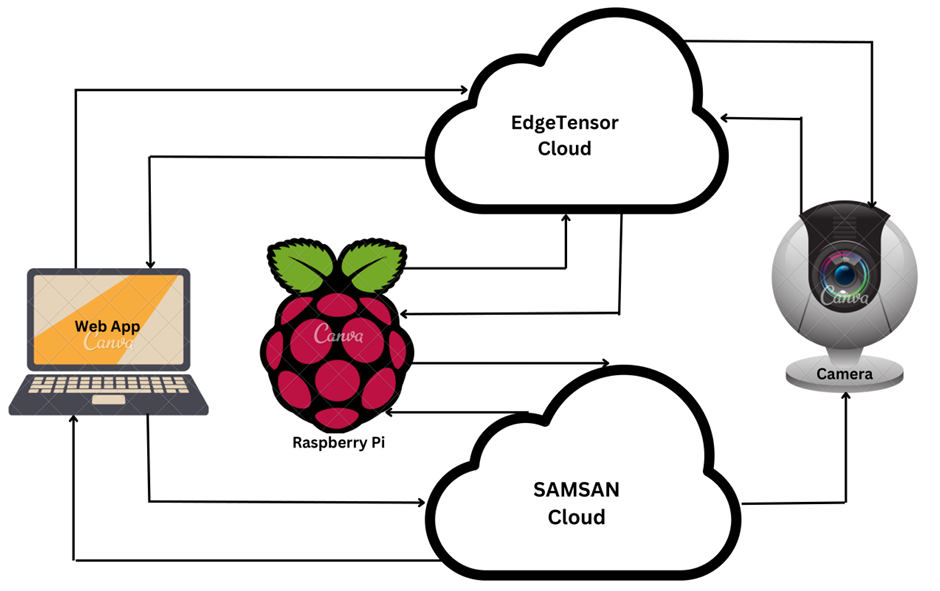 EdgeTensor
Cloud
Web App
Canva
Canva
Canva
Camera
Raspberry Pi
SAMSAN
Cloud